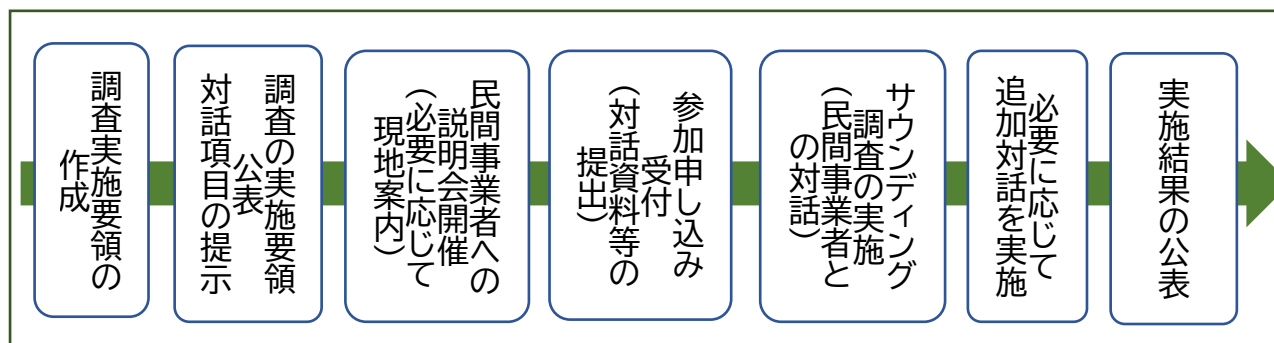 調査実施要領の
作成
調査の実施要領
公表
対話項目の提示
民間事業者への
説明会開催
（必要に応じて
現地案内）
参加申し込み
受付
（対話資料等の
提出）
サウンディング
調査の実施
（民間事業者と
の対話）
必要に応じて
追加対話を実施
実施結果の公表